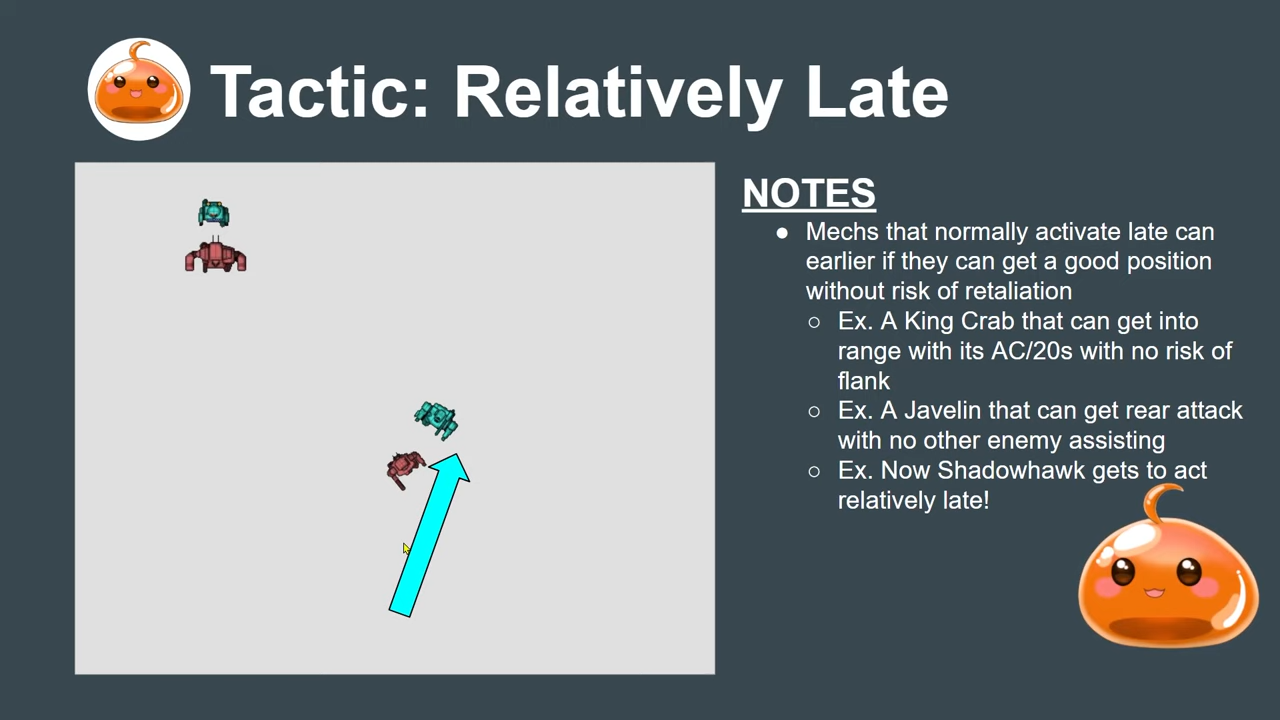 Tactic: Relatively Late
NOTES
● Mechs that normally activate late can
earlier if they can get a good position
without risk of retaliation
○ Ex. A King Crab that can get into
range with its AC/20s with no risk of
flank
○ Ex. A Javelin that can get rear attack
with no other enemy assisting
○ Ex. Now Shadowhawk gets to act
relatively late!